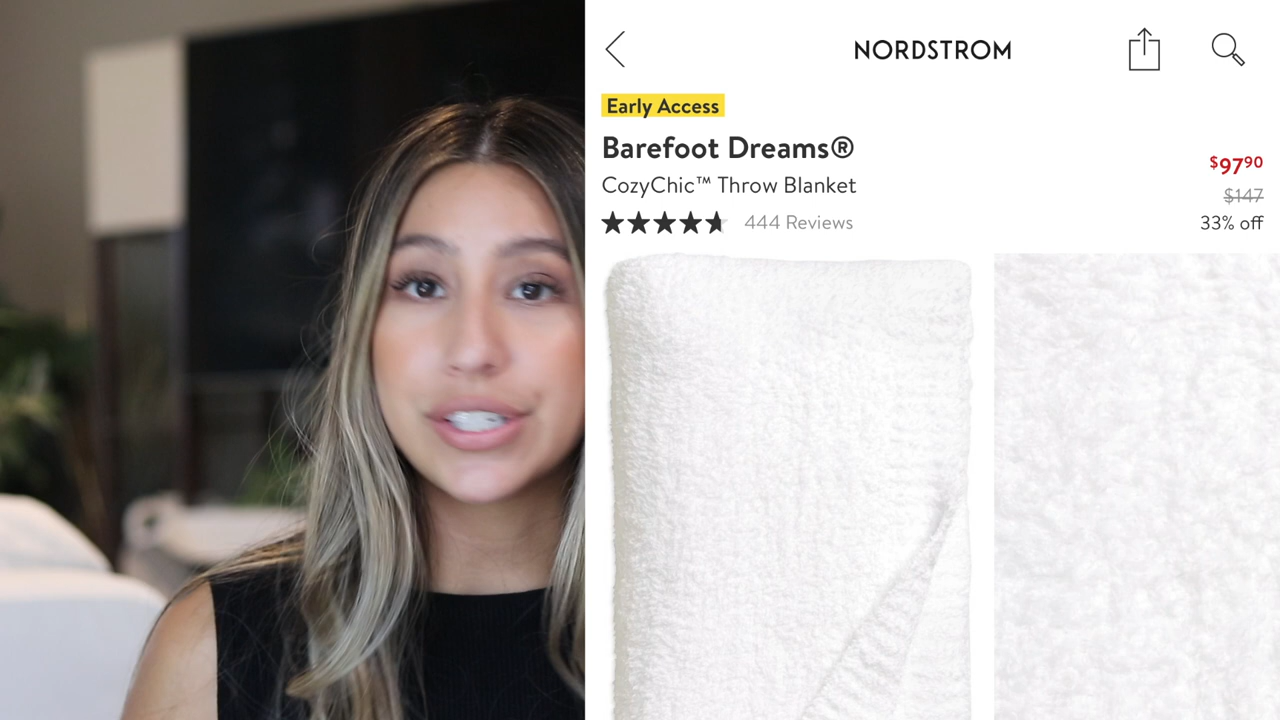 NORDSTROM
Early Access
Barefoot Dreams®
$97⁹⁰
CozyChic™ Throw Blanket
$147
444 Reviews
33% off